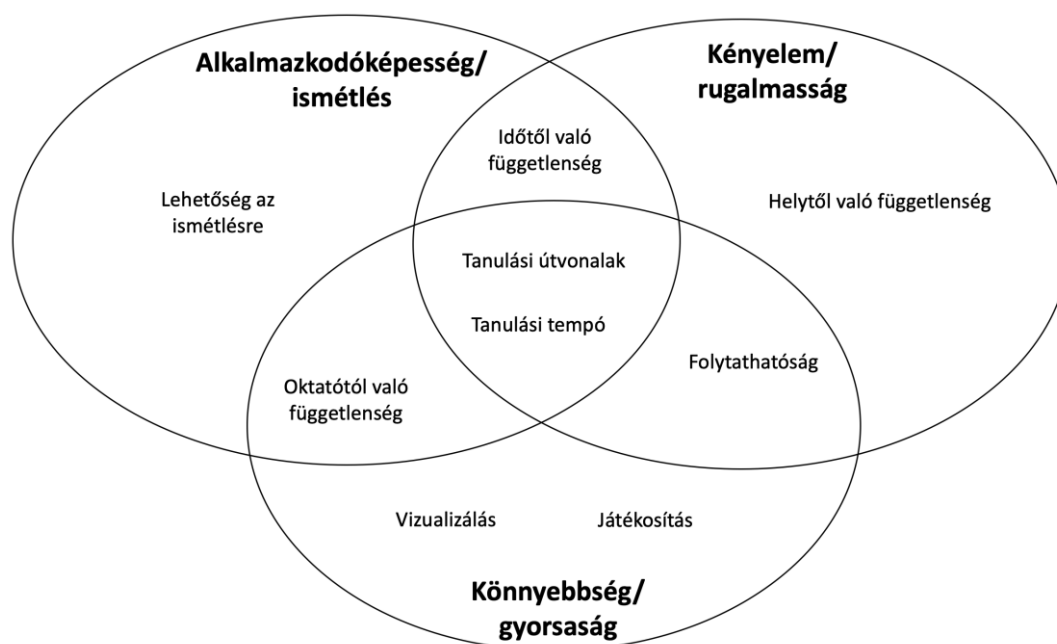 Alkalmazkodóképesség/
ismétlés
Kényelem/
rugalmasság
Időtől való
függetlenség
Lehetőség az
ismétlésre
Helytől való függetlenség
Tanulási útvonalak
Tanulási tempó
Folytathatóság
Oktatótól való
függetlenség
Vizualizálás
Játékosítás
Könnyebbség/
gyorsaság